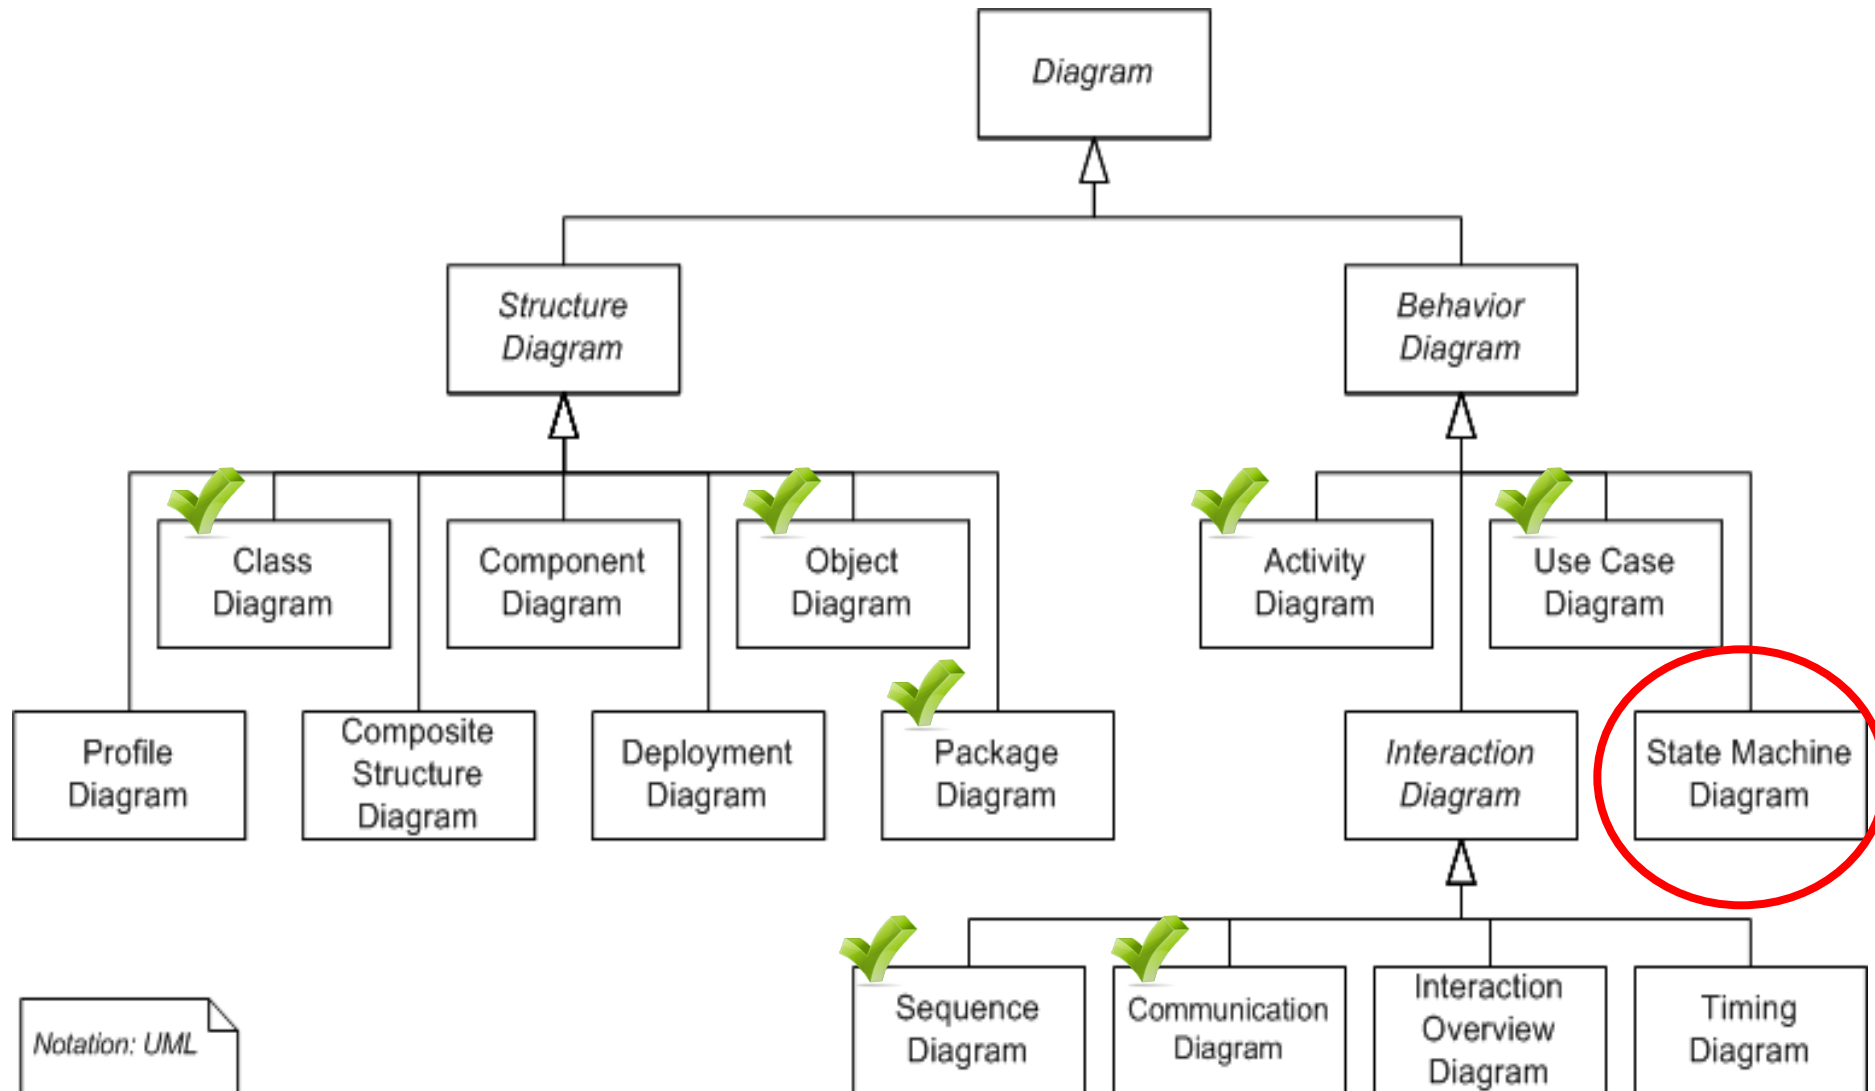 Diagram
Structure
Diagram
Behavior
Diagram
Class
Diagram
Component
Diagram
Object
Diagram
Activity
Diagram
Use Case
Diagram
Profile
Diagram
Composite
Structure
Diagram
Deployment
Diagram
Package
Diagram
Interaction
Diagram
State Machine
Diagram
Sequence
Diagram
Communication
Diagram
Interaction
Overview
Diagram
Timing
Diagram
Notation: UML